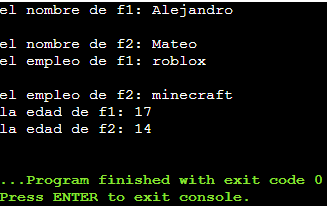 el nombre de f1: Alejandro
el nombre de f2: Mateo
el empleo de f1: roblox
el empleo de f2: minecraft
la edad de f1: 17
la edad de f2: 14
...Program finished with exit code 0
Press ENTER to exit console.